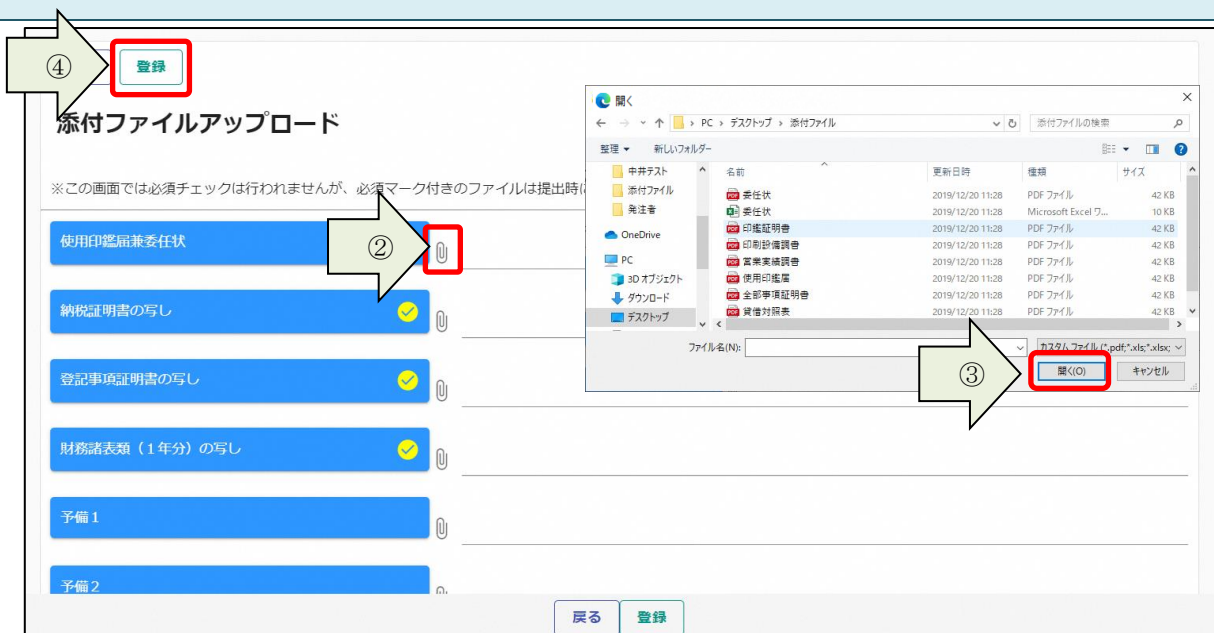 ④
登録
添付ファイルアップロード
※この画面では必須チェックは行われませんが、必須マーク付きのファイルは提出時に
使用印鑑届兼委任状
②
納税証明書の写し
登記事項証明書の写し
財務諸表類（１年分）の写し
予備１
予備２
戻る
登録
開く
PC › デスクトップ › 添付ファイル
添付ファイルの検索
整理 新しいフォルダー
中井テスト
添付ファイル
発注者
OneDrive
PC
3D オブジェクト
ダウンロード
デスクトップ
名前 更新日時 種類 サイズ
委任状 2019/12/20 11:28 PDF ファイル 42 KB
委任状 2019/12/20 11:28 Microsoft Excel ワ... 10 KB
印鑑証明書 2019/12/20 11:28 PDF ファイル 42 KB
印刷設備調書 2019/12/20 11:28 PDF ファイル 42 KB
営業実績調書 2019/12/20 11:28 PDF ファイル 42 KB
使用印鑑届 2019/12/20 11:28 PDF ファイル 42 KB
全部事項証明書 2019/12/20 11:28 PDF ファイル 42 KB
貸借対照表 2019/12/20 11:28 PDF ファイル 42 KB
ファイル名(N):
カスタム ファイル (*.pdf;*.xls;*.xlsx;
③
開く(O)
キャンセル